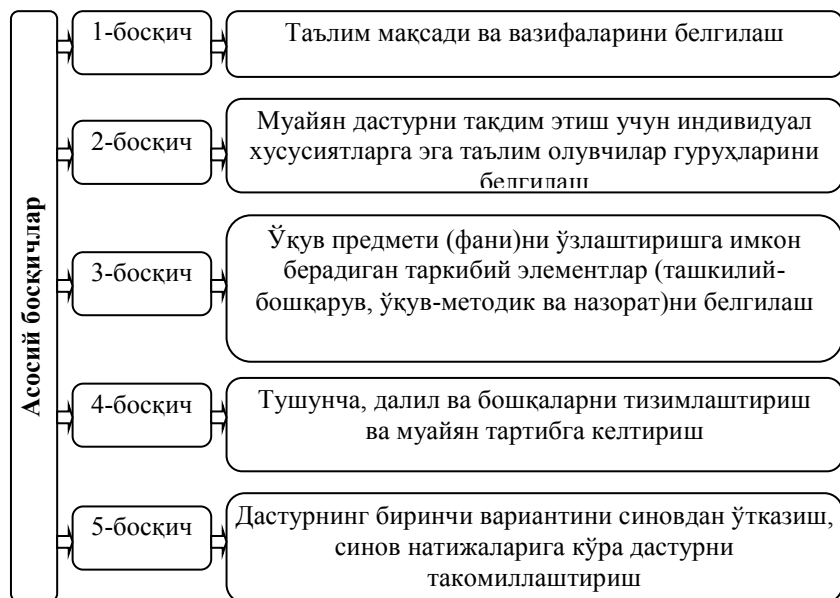 Асосий босқичлар
1-босқич
Таълим мақсади ва вазифаларини белгилаш
2-босқич
Муайян дастурни тақдим этиш учун индивидуал
хусусиятларга эга таълим олувчилар гуруҳларини
белгилаш
3-босқич
Ўқув предмети (фани)ни ўзлаштиришга имкон
берадиган таркибий элементлар (ташкилий-
бошқарув, ўқув-методик ва назорат)ни белгилаш
4-босқич
Тушунча, далил ва бошқаларни тизимлаштириш
ва муайян тартибга келтириш
5-босқич
Дастурнинг биринчи вариантини синовдан ўтказиш,
синов натижаларига кўра дастурни
такомиллаштириш